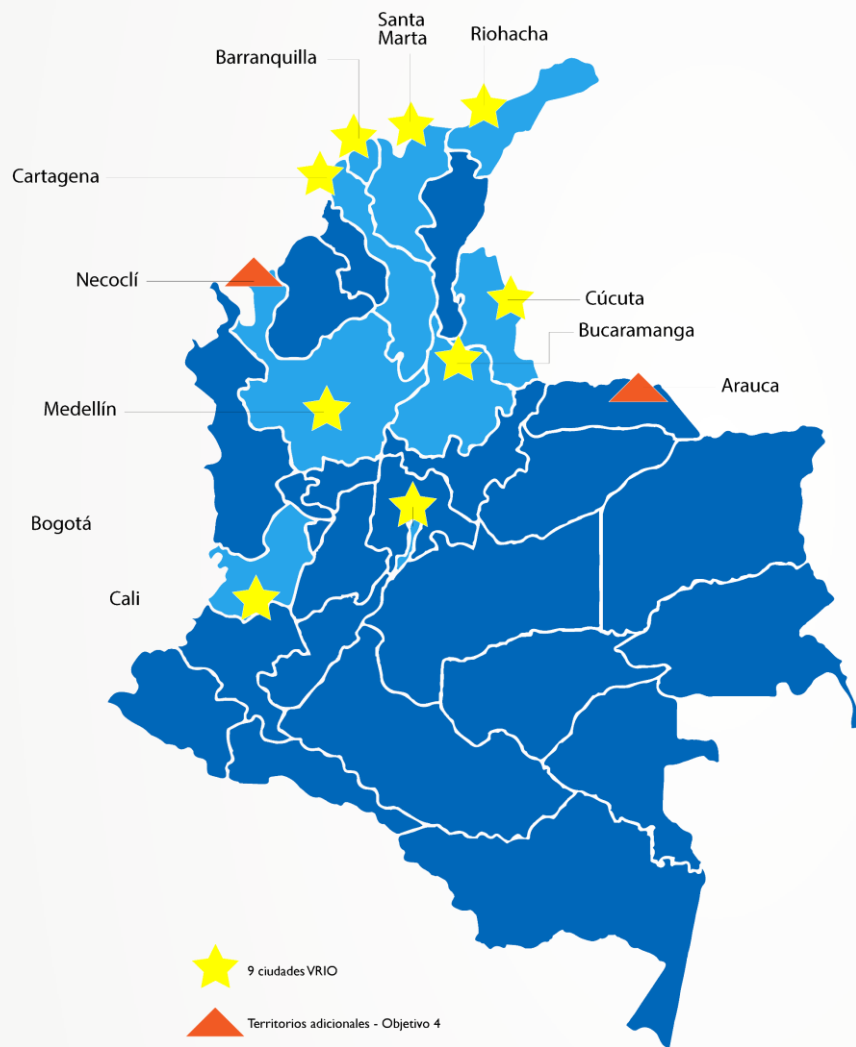 Santa
Marta
Riohacha
Barranquilla
Cartagena
Necoclí
Cúcuta
Bucaramanga
Arauca
Medellín
Bogotá
Cali
9 ciudades VRIO
Territorios adicionales - Objetivo 4